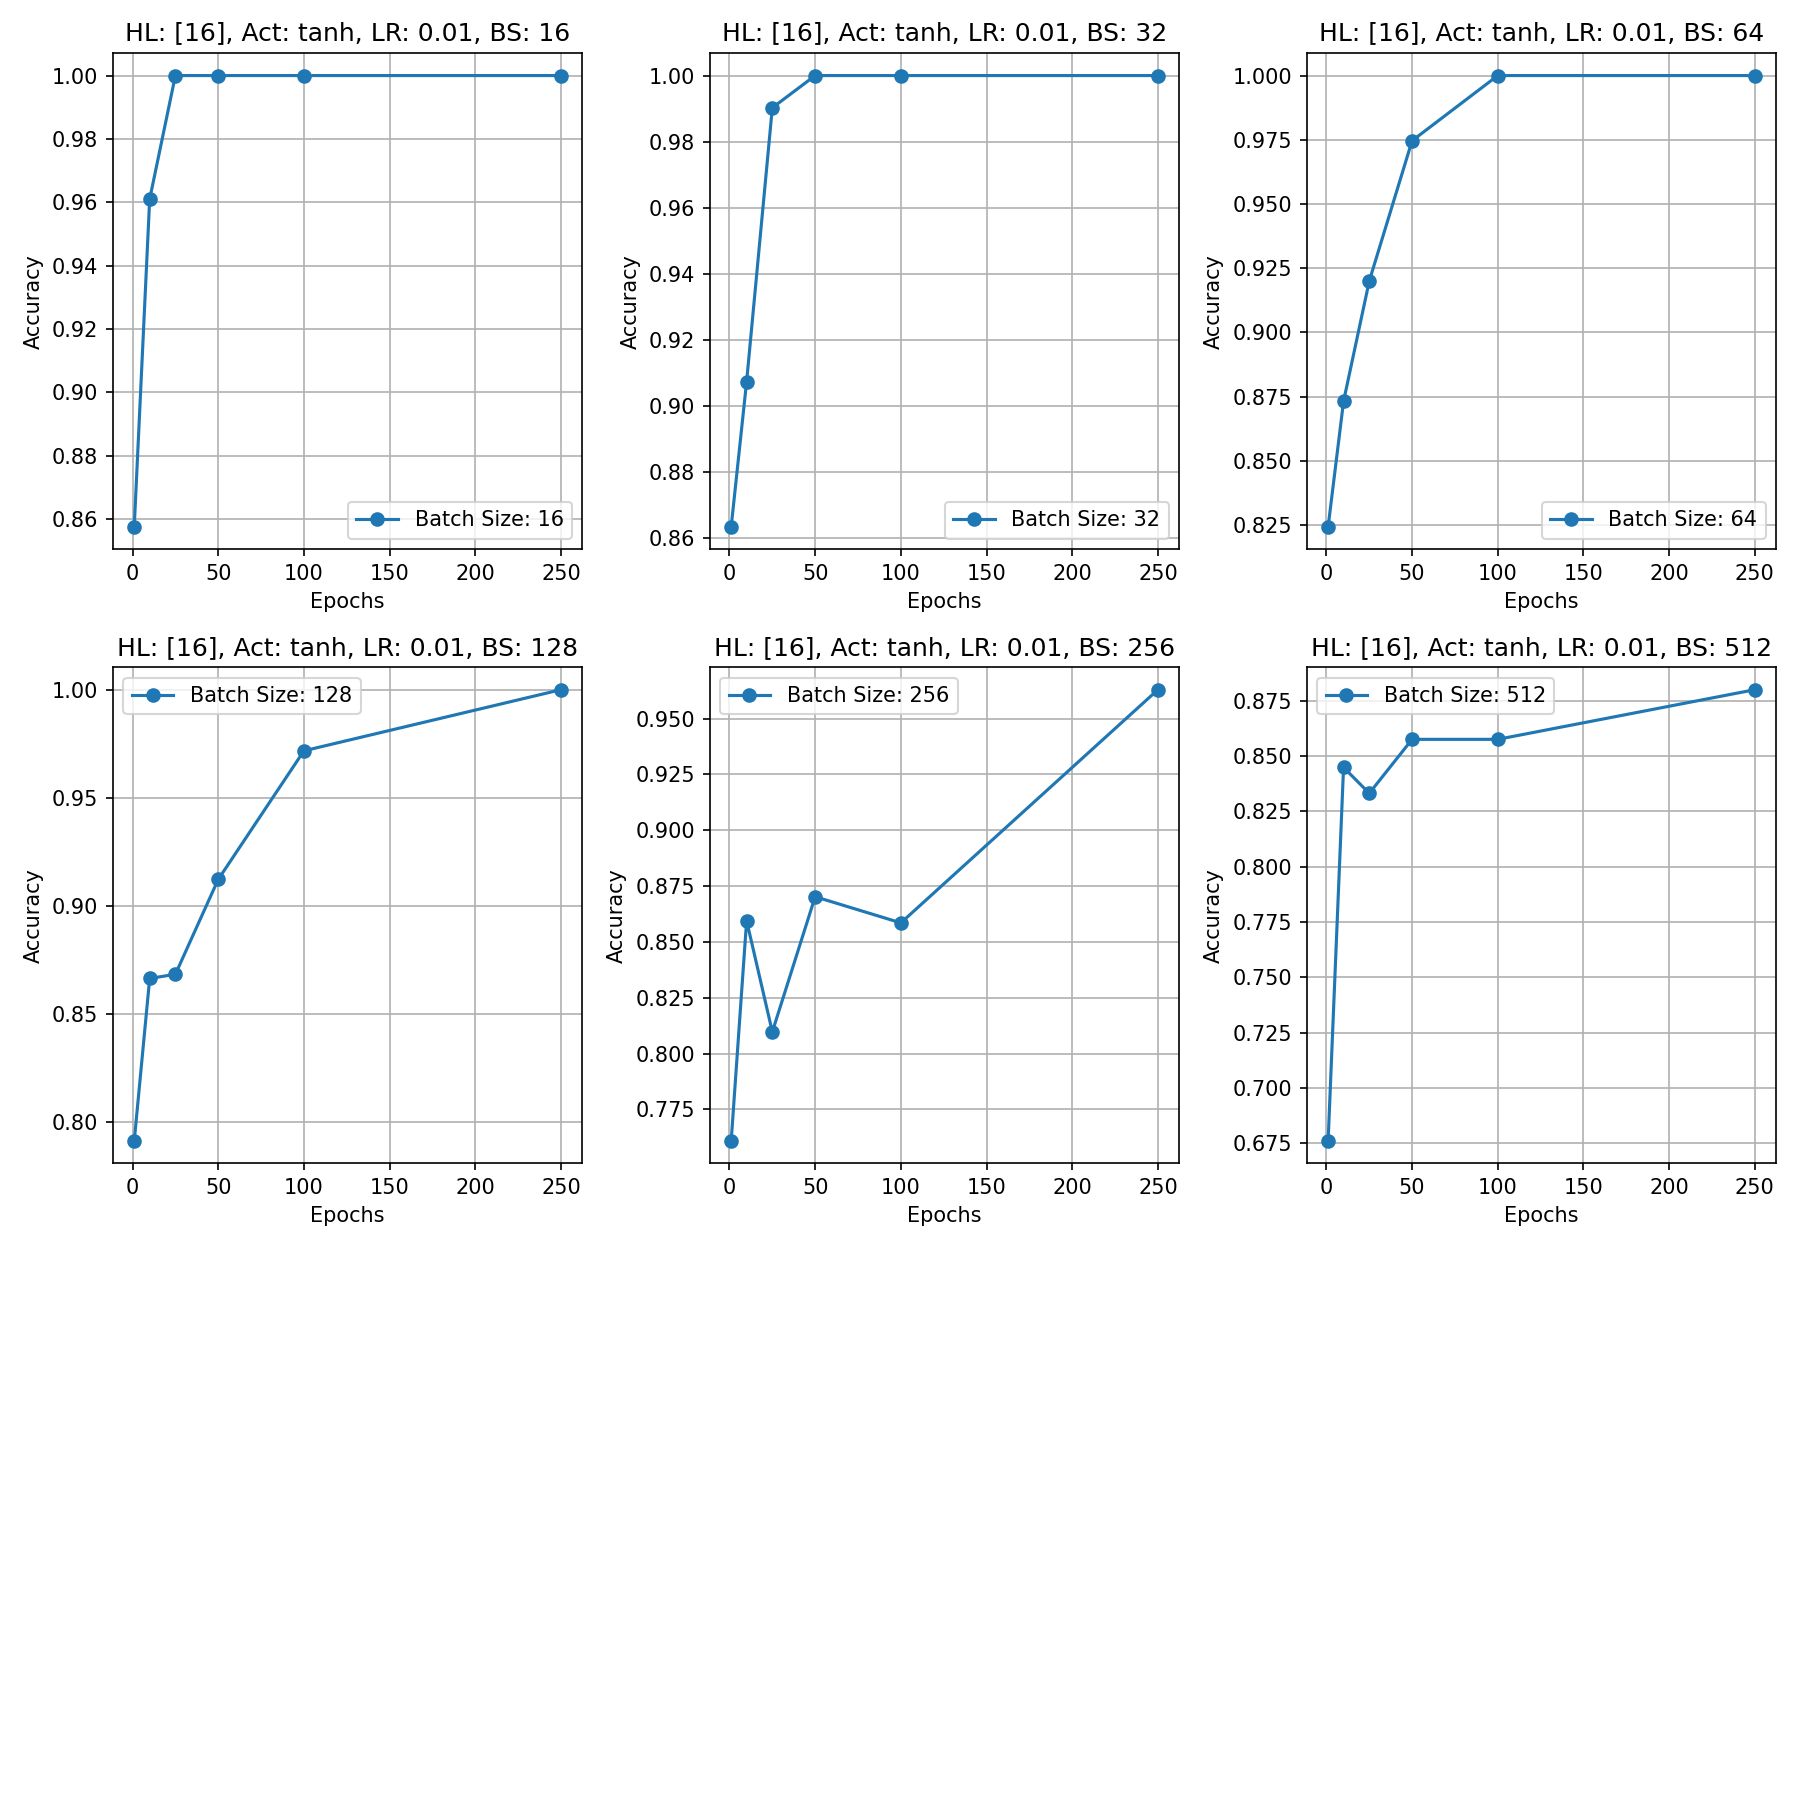 HL: [16], Act: tanh, LR: 0.01, BS: 16
1.00
0.98
0.96
0.94
0.92
0.90
0.88
0.86
Accuracy
Batch Size: 16
0 50 100 150 200 250
Epochs
HL: [16], Act: tanh, LR: 0.01, BS: 32
1.00
0.98
0.96
0.94
0.92
0.90
0.88
0.86
Accuracy
Batch Size: 32
0 50 100 150 200 250
Epochs
HL: [16], Act: tanh, LR: 0.01, BS: 64
1.000
0.975
0.950
0.925
0.900
0.875
0.850
0.825
Accuracy
Batch Size: 64
0 50 100 150 200 250
Epochs
HL: [16], Act: tanh, LR: 0.01, BS: 128
Batch Size: 128
1.00
0.95
0.90
0.85
0.80
Accuracy
0 50 100 150 200 250
Epochs
HL: [16], Act: tanh, LR: 0.01, BS: 256
Batch Size: 256
0.950
0.925
0.900
0.875
0.850
0.825
0.800
0.775
Accuracy
0 50 100 150 200 250
Epochs
HL: [16], Act: tanh, LR: 0.01, BS: 512
Batch Size: 512
0.875
0.850
0.825
0.800
0.775
0.750
0.725
0.700
0.675
Accuracy
0 50 100 150 200 250
Epochs